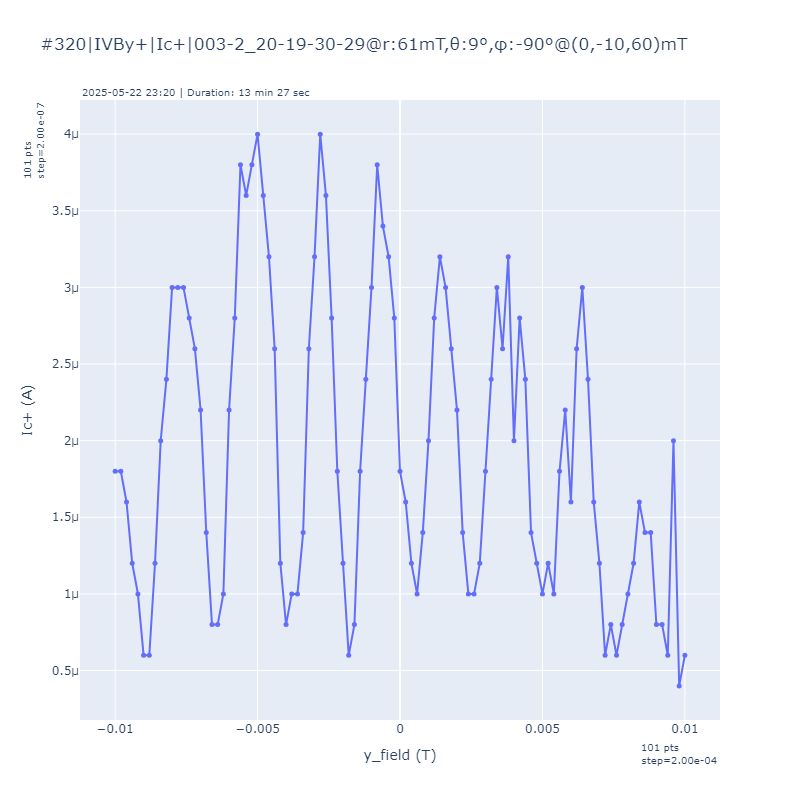 #320|IVBy+|Ic+|003-2_20-19-30-29@r:61mT,θ:9º,φ:-90º@(0,-10,60)mT
2025-05-22 23:20 | Duration: 13 min 27 sec
101 pts
step=2.00e-07
4μ
3.5μ
3μ
2.5μ
2μ
1.5μ
1μ
0.5μ
Ic+ (A)
−0.01
−0.005
0
0.005
0.01
y_field (T)
101 pts
step=2.00e-04